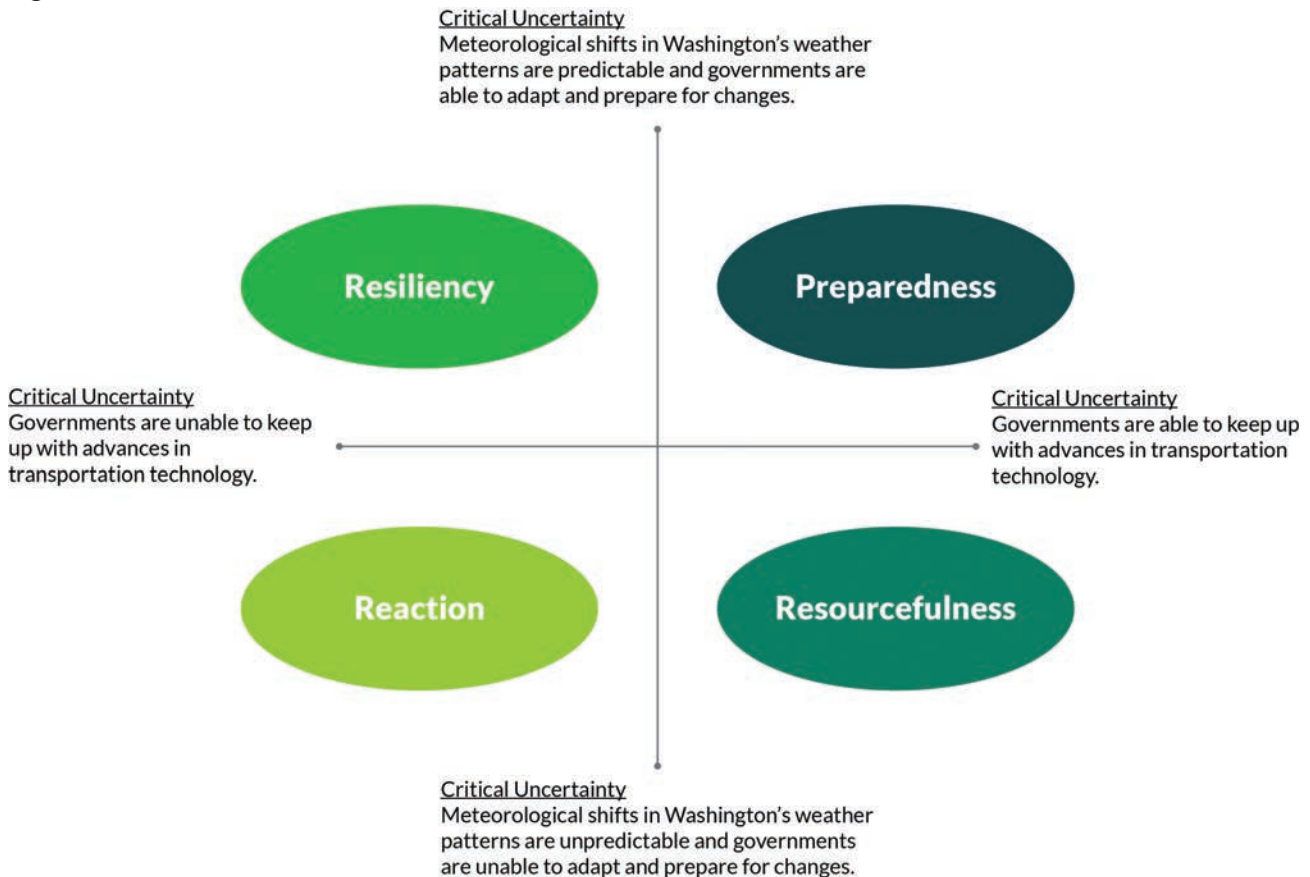 Critical Uncertainty
Meteorological shifts in Washington's weather
patterns are predictable and governments are
able to adapt and prepare for changes.
Resiliency
Preparedness
Critical Uncertainty
Governments are unable to keep
up with advances in
transportation technology.
Critical Uncertainty
Governments are able to keep up
with advances in transportation
technology.
Reaction
Resourcefulness
Critical Uncertainty
Meteorological shifts in Washington's weather
patterns are unpredictable and governments
are unable to adapt and prepare for changes.